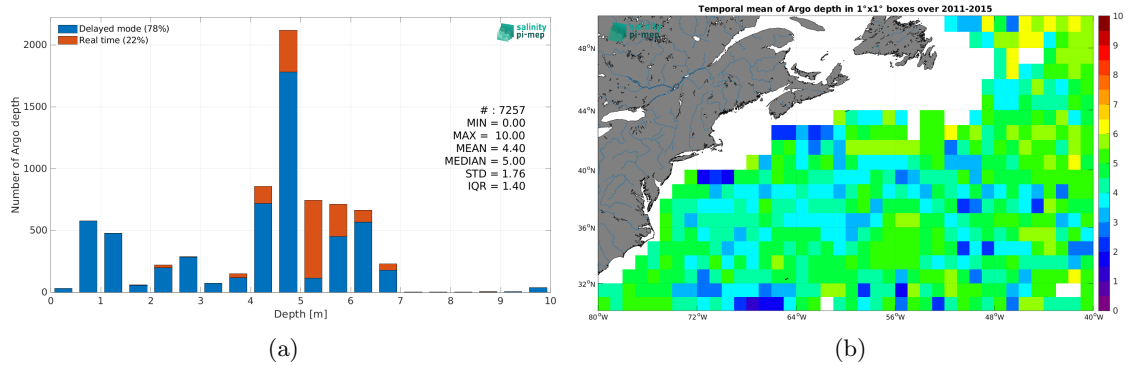 Delayed mode (78%)
Real time (22%)
salinity
pi-mep
Number of Argo depth
2000
1500
1000
500
0
# : 7257
MIN = 0.00
MAX = 10.00
MEAN = 4.40
MEDIAN = 5.00
STD = 1.76
IQR = 1.40
0 1 2 3 4 5 6 7 8 9 10
Depth [m]
(a)
Temporal mean of Argo depth in 1°x1° boxes over 2011-2015
salinity
pi-mep
48°N
44°N
40°N
36°N
32°N
80°W 72°W 64°W 56°W 48°W 40°W
10
9
8
7
6
5
4
3
2
1
0
(b)